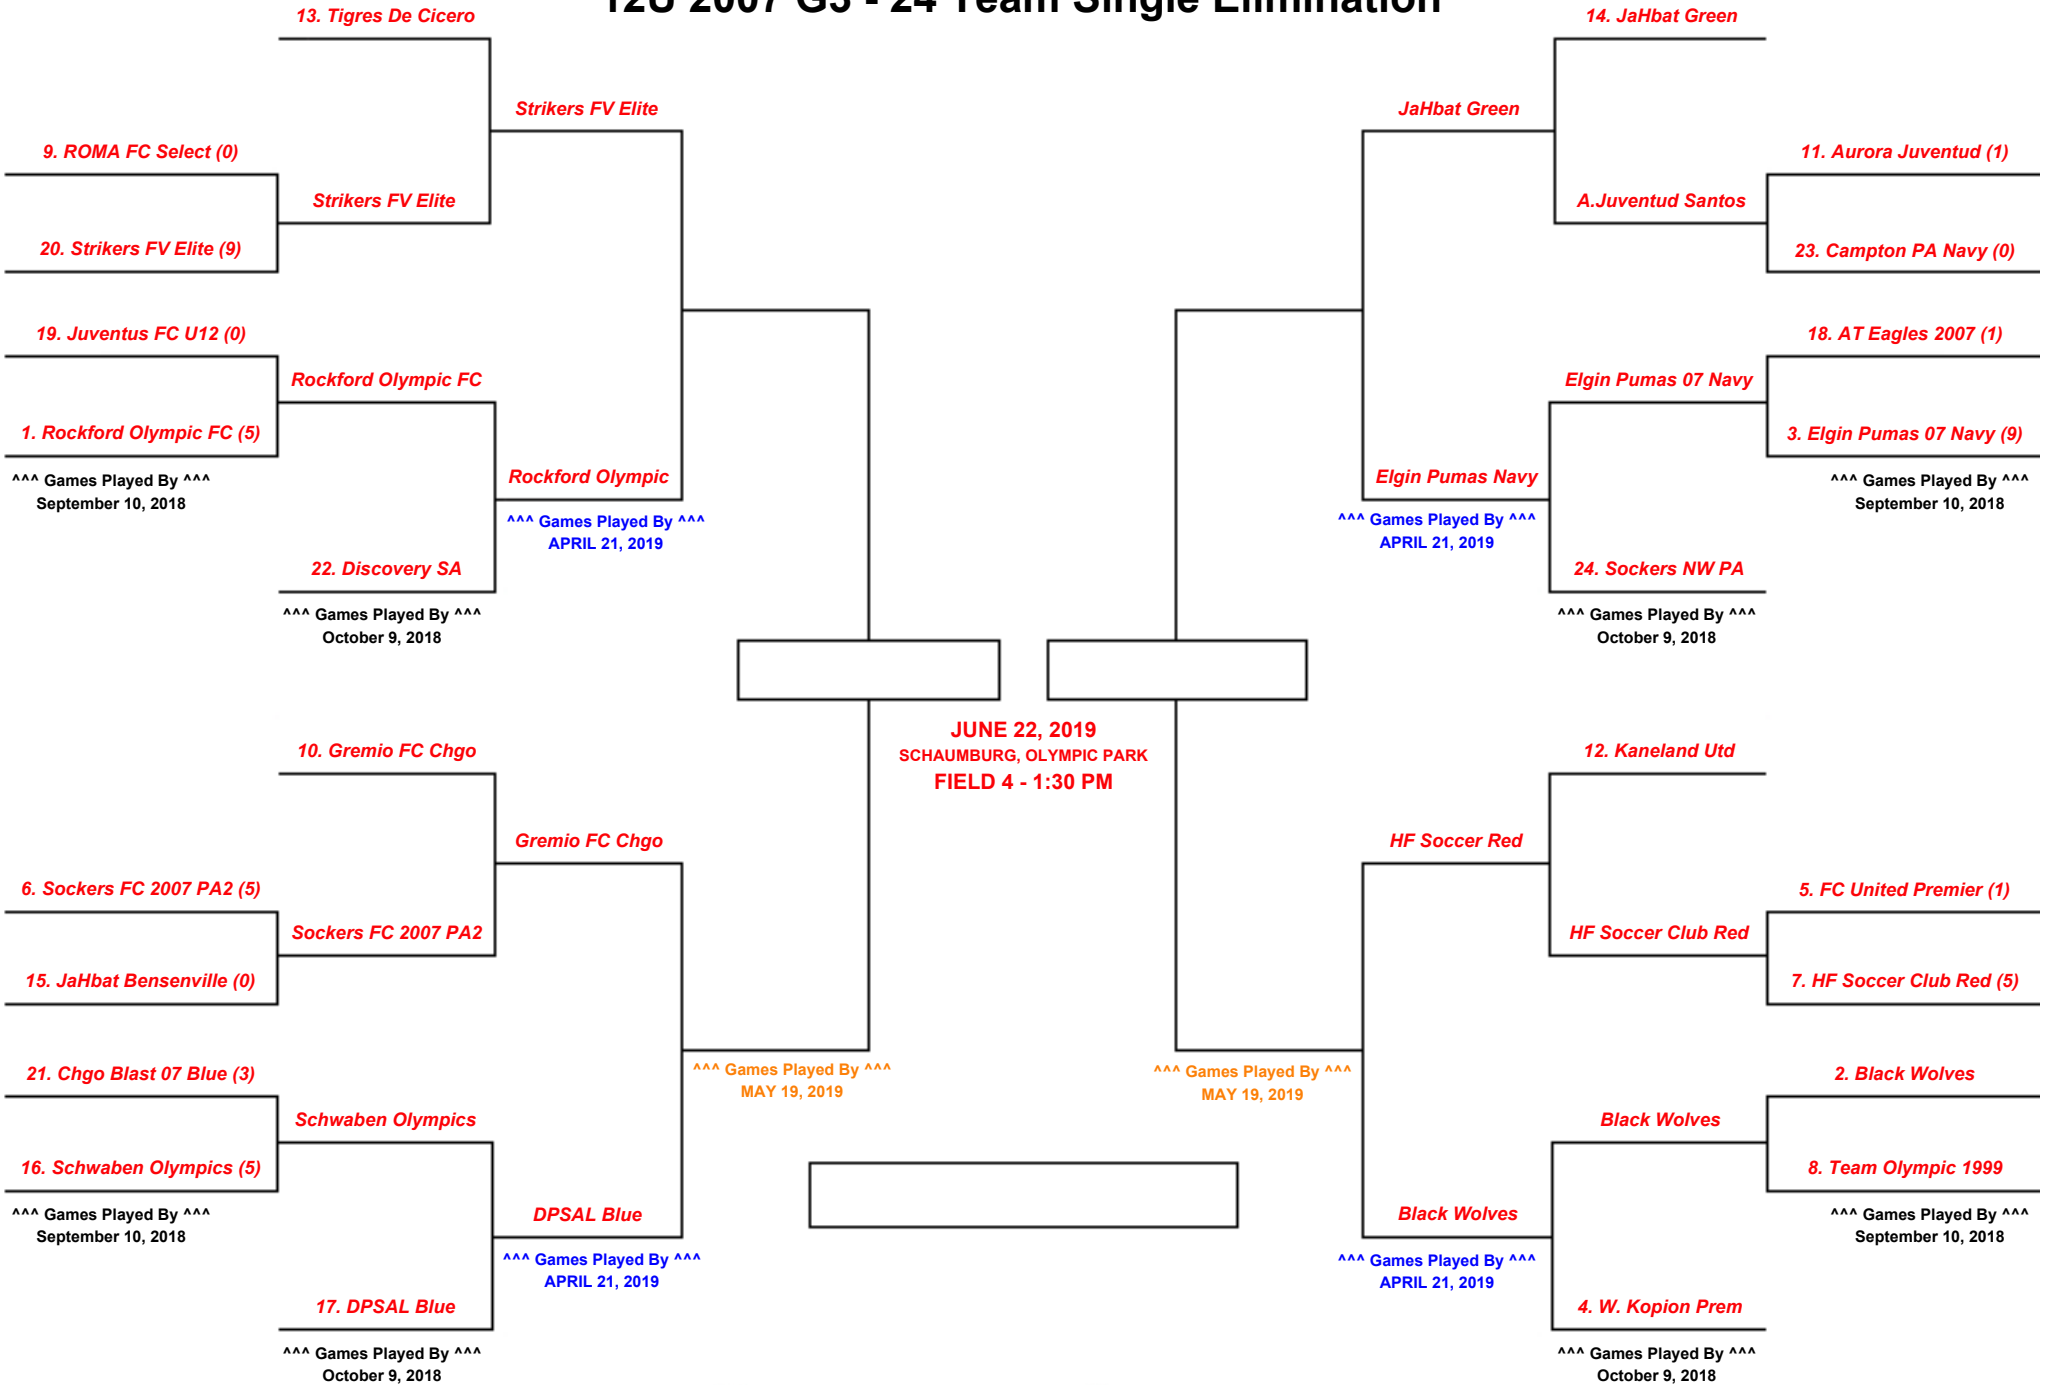 12U 2007 G3 - 24 Team Single Elimination
13. Tigres De Cicero
Strikers FV Elite
9. ROMA FC Select (0)
Strikers FV Elite
20. Strikers FV Elite (9)
19. Juventus FC U12 (0)
Rockford Olympic FC
1. Rockford Olympic FC (5)
^^^ Games Played By ^^^
September 10, 2018
Rockford Olympic
^^^ Games Played By ^^^
APRIL 21, 2019
22. Discovery SA
^^^ Games Played By ^^^
October 9, 2018
10. Gremio FC Chgo
Gremio FC Chgo
6. Sockers FC 2007 PA2 (5)
Sockers FC 2007 PA2
15. JaHbat Bensenville (0)
21. Chgo Blast 07 Blue (3)
Schwaben Olympics
16. Schwaben Olympics (5)
^^^ Games Played By ^^^
September 10, 2018
DPSAL Blue
^^^ Games Played By ^^^
APRIL 21, 2019
17. DPSAL Blue
^^^ Games Played By ^^^
October 9, 2018
^^^ Games Played By ^^^
MAY 19, 2019
JUNE 22, 2019
SCHAUMBURG, OLYMPIC PARK
FIELD 4 - 1:30 PM
14. JaHbat Green
JaHbat Green
11. Aurora Juventud (1)
A.Juventud Santos
23. Campton PA Navy (0)
18. AT Eagles 2007 (1)
Elgin Pumas 07 Navy
3. Elgin Pumas 07 Navy (9)
^^^ Games Played By ^^^
September 10, 2018
Elgin Pumas Navy
^^^ Games Played By ^^^
APRIL 21, 2019
24. Sockers NW PA
^^^ Games Played By ^^^
October 9, 2018
12. Kaneland Utd
HF Soccer Red
5. FC United Premier (1)
HF Soccer Club Red
7. HF Soccer Club Red (5)
^^^ Games Played By ^^^
MAY 19, 2019
2. Black Wolves
Black Wolves
8. Team Olympic 1999
^^^ Games Played By ^^^
September 10, 2018
Black Wolves
^^^ Games Played By ^^^
APRIL 21, 2019
4. W. Kopion Prem
^^^ Games Played By ^^^
October 9, 2018